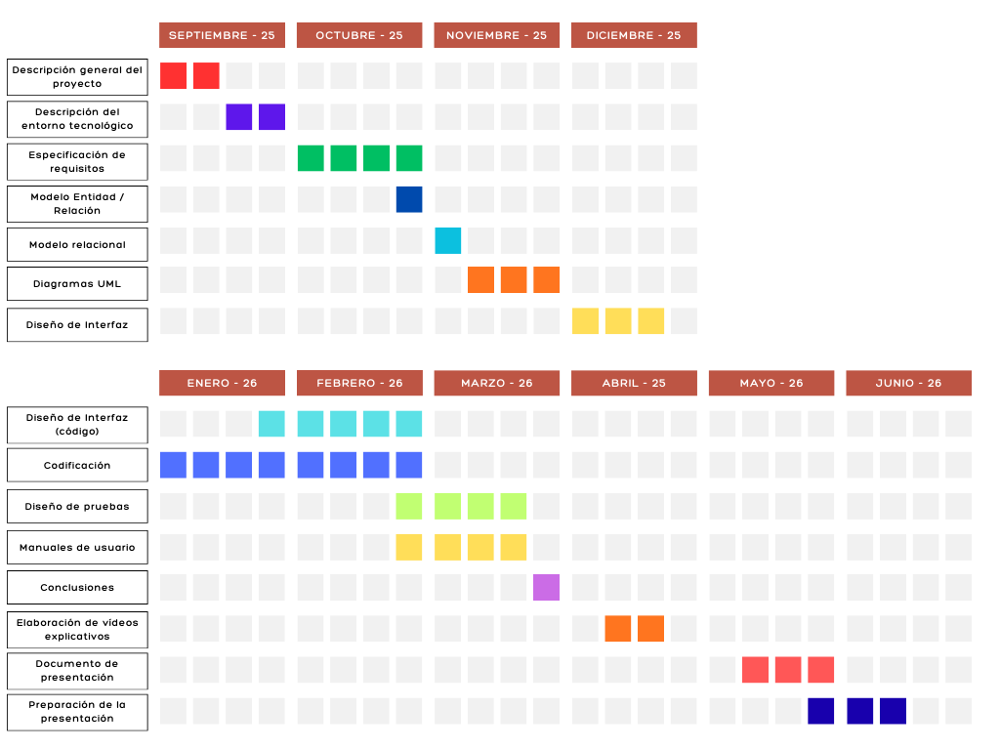 SEPTIEMBRE - 25
OCTUBRE - 25
NOVIEMBRE - 25
DICIEMBRE - 25
Descripción general del
proyecto
Descripción del
entorno tecnológico
Especificación de
requisitos
Modelo Entidad /
Relación
Modelo relacional
Diagramas UML
Diseño de Interfaz
ENERO - 26
FEBRERO - 26
MARZO - 26
ABRIL - 25
MAYO - 26
JUNIO - 26
Diseño de Interfaz
(código)
Codificación
Diseño de pruebas
Manuales de usuario
Conclusiones
Elaboración de vídeos
explicativos
Documento de
presentación
Preparación de la
presentación